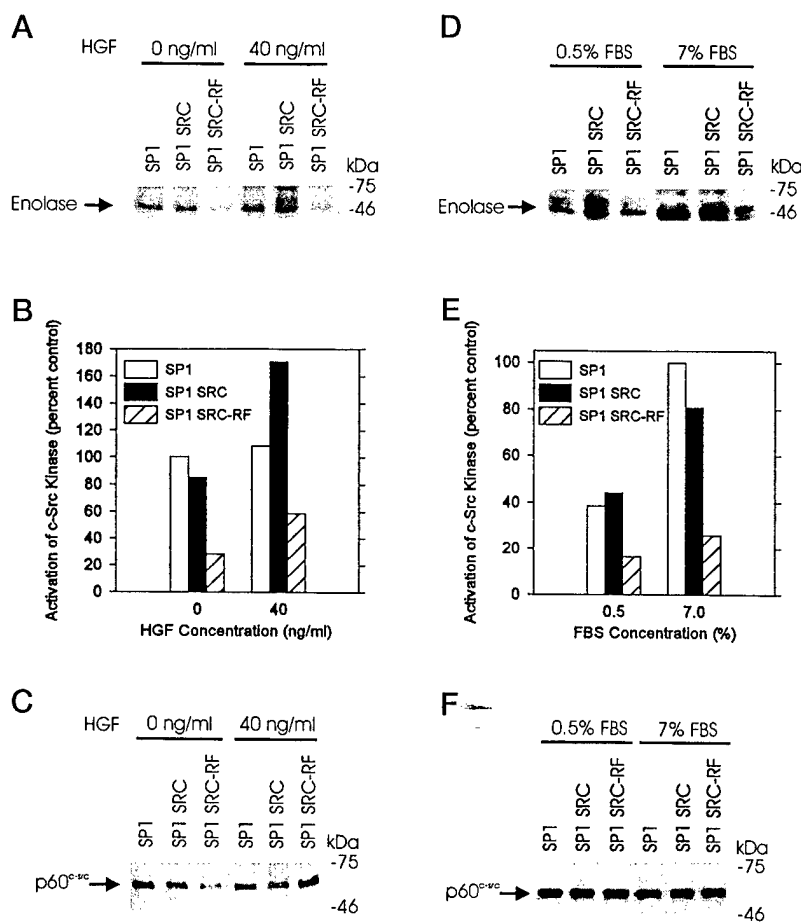 A
HGF 0 ng/ml 40 ng/ml
SP1 SP1 SRC SP1 SRC-RF SP1 SP1 SRC SP1 SRC-RF kDa
-75
Enolase -46
B
Activation of c-Src Kinase (percent control)
180
160
140
120
100
80
60
40
20
0
SP1
SP1 SRC
SP1 SRC-RF
0 40
HGF Concentration (ng/ml)
C
HGF 0 ng/ml 40 ng/ml
SP1 SP1 SRC SP1 SRC-RF SP1 SP1 SRC SP1 SRC-RF kDa
-75
p60c-src
-46
D
0.5% FBS 7% FBS
SP1 SP1 SRC SP1 SRC-RF SP1 SP1 SRC SP1 SRC-RF kDa
-75
Enolase -46
E
Activation of c-Src Kinase (percent control)
100
80
60
40
20
0
SP1
SP1 SRC
SP1 SRC-RF
0.5 7.0
FBS Concentration (%)
F
0.5% FBS 7% FBS
SP1 SP1 SRC SP1 SRC-RF SP1 SP1 SRC SP1 SRC-RF kDa
-75
p60c-src
-46